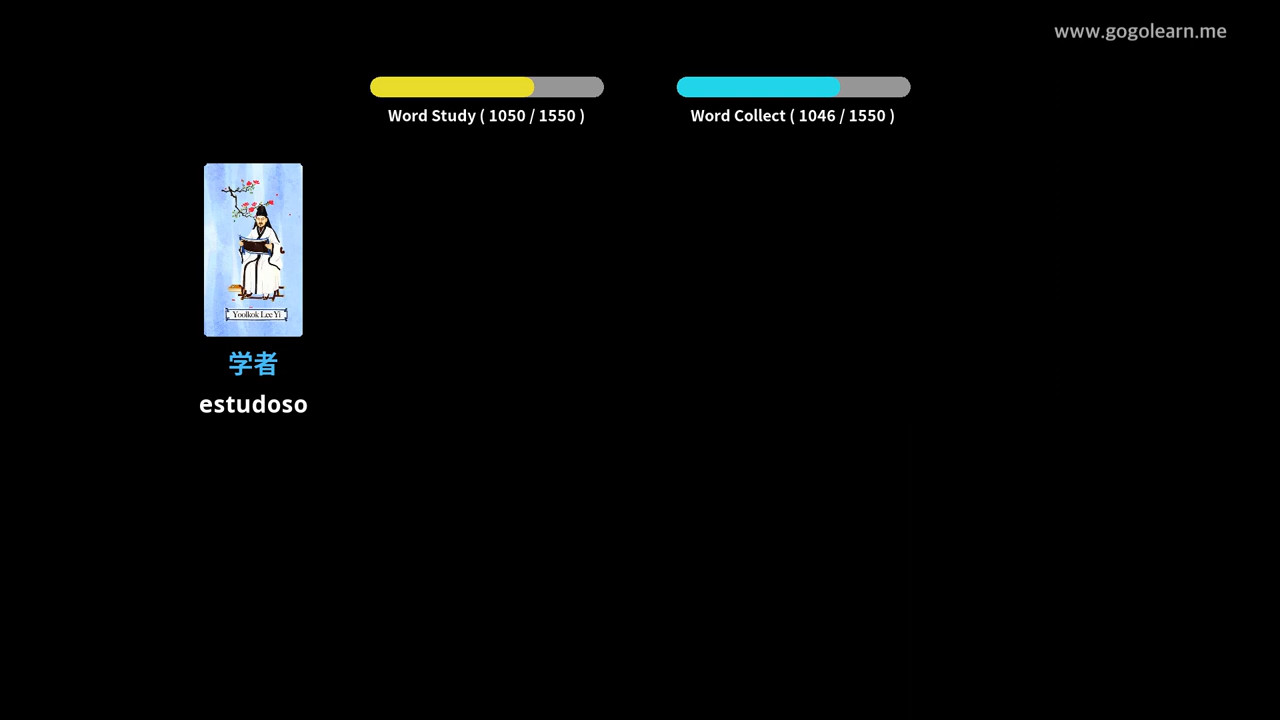 www.gogolearn.me
Word Study ( 1050 / 1550 )
Word Collect ( 1046 / 1550 )
Yoolkok Lee Yi
学者
estudoso